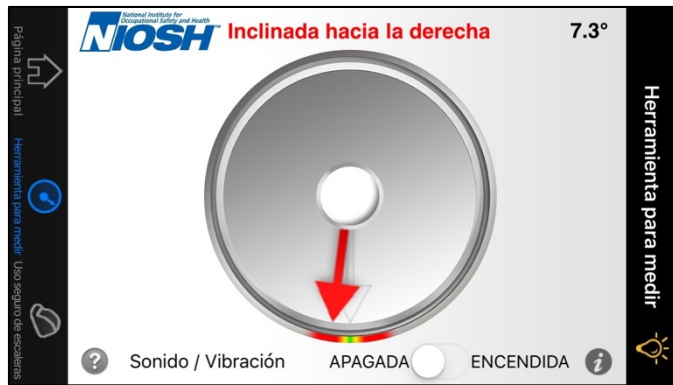 National Institute for
Occupational Safety and Health
NIOSH
Inclinada hacia la derecha
7.3°
Página principal
Herramienta para medir
Uso seguro de escaleras
Herramienta para medir
?
Sonido / Vibración
APAGADA
ENCENDIDA
i